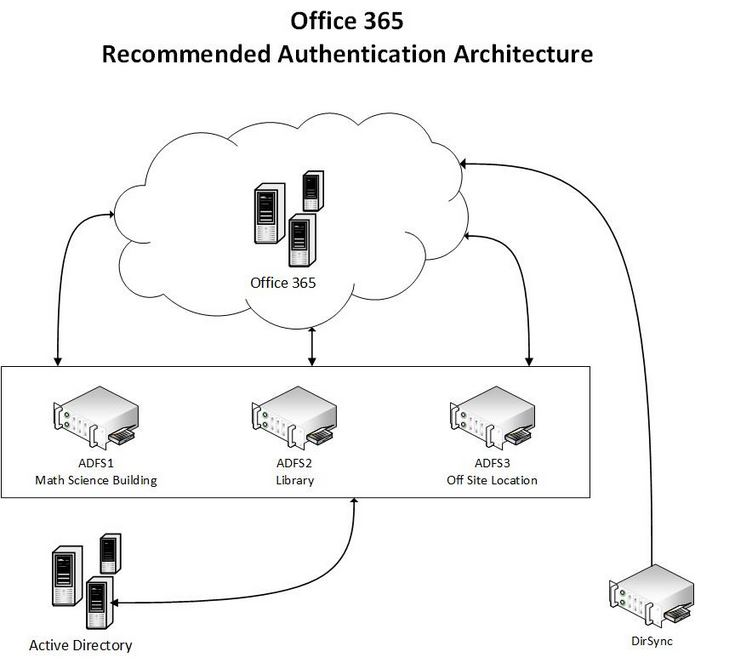 Office 365
Recommended Authentication Architecture
Office 365
ADFS1
Math Science Building
ADFS2
Library
ADFS3
Off Site Location
Active Directory
DirSync